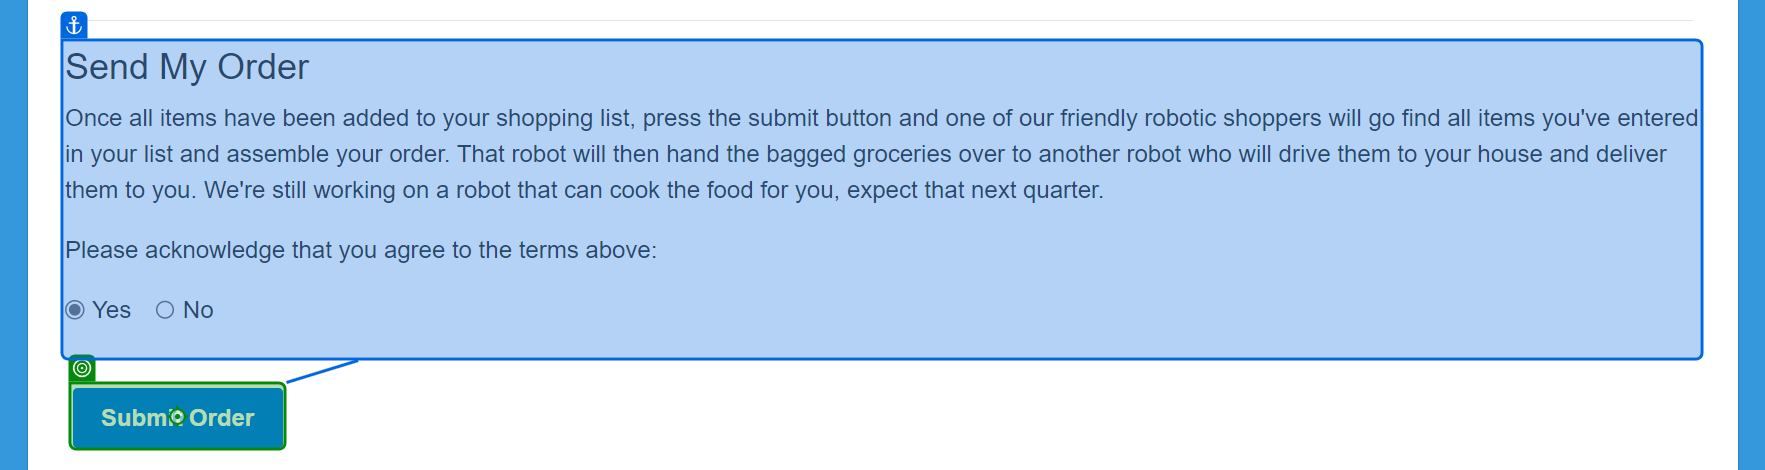 Send My Order
Once all items have been added to your shopping list, press the submit button and one of our friendly robotic shoppers will go find all items you've entered
in your list and assemble your order. That robot will then hand the bagged groceries over to another robot who will drive them to your house and deliver
them to you. We're still working on a robot that can cook the food for you, expect that next quarter.
Please acknowledge that you agree to the terms above:
Yes No
Submit Order